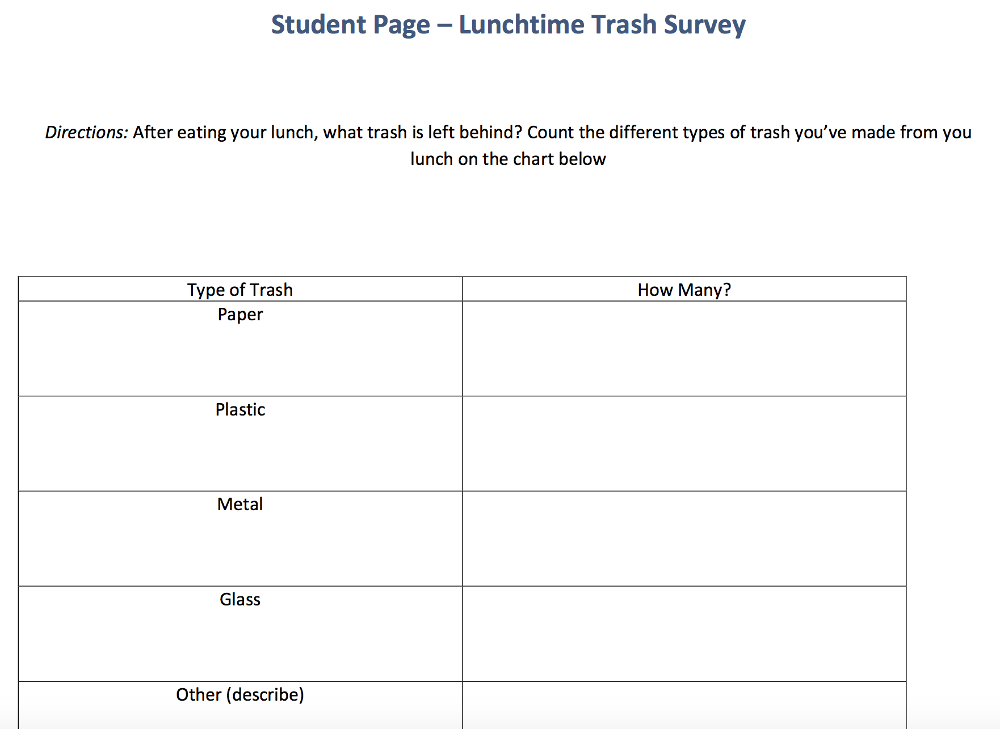 Student Page – Lunchtime Trash Survey
Directions: After eating your lunch, what trash is left behind? Count the different types of trash you’ve made from you
lunch on the chart below
Type of Trash How Many?
Paper
Plastic
Metal
Glass
Other (describe)